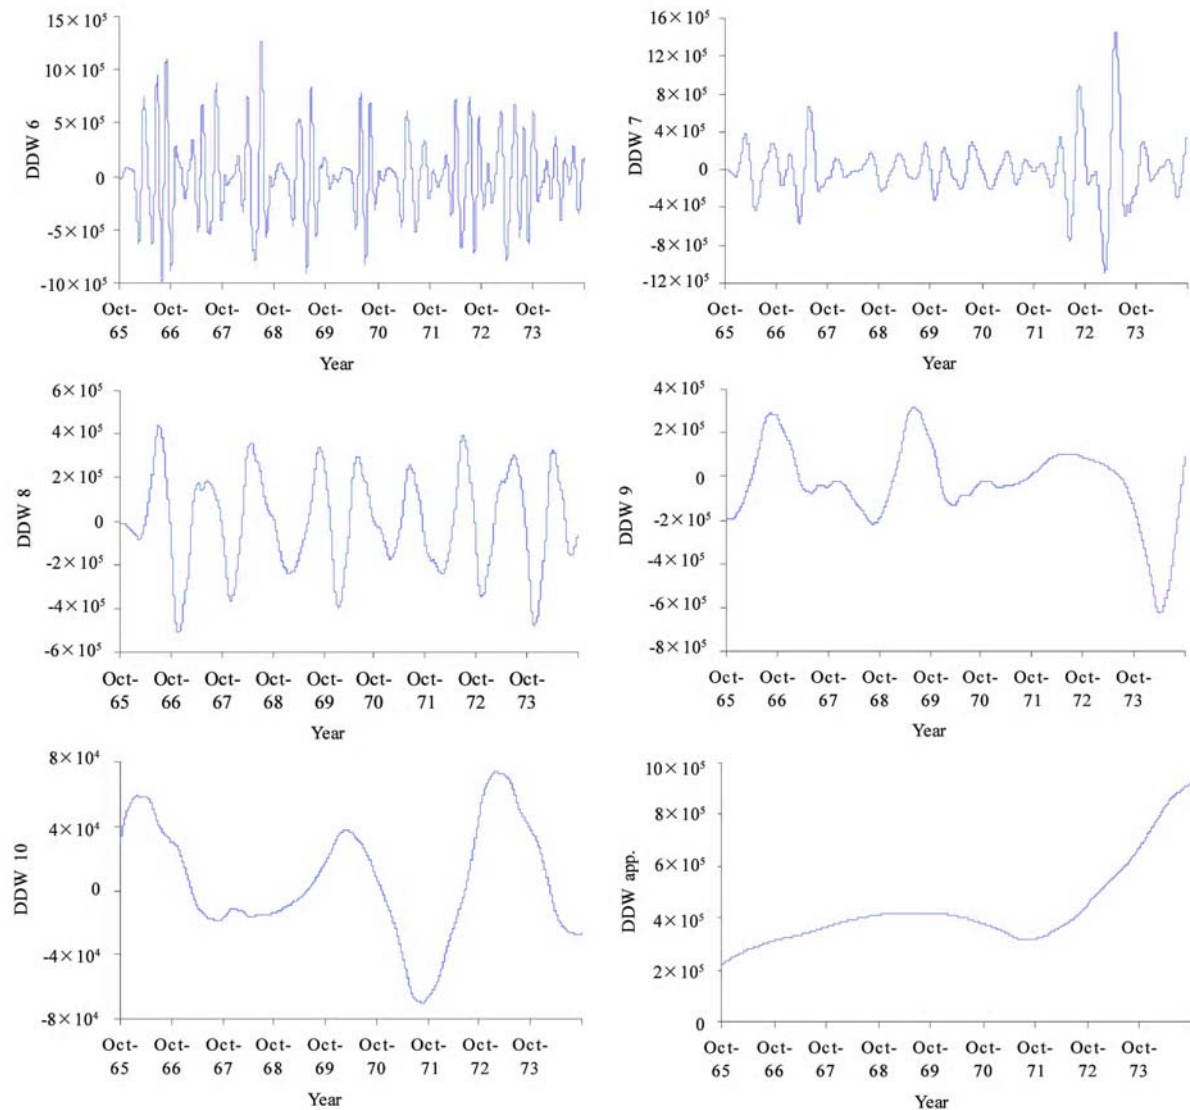 15×10⁵
10×10⁵
5×10⁵
0
-5×10⁵
-10×10⁵
DDW 6
Oct-65 Oct-66 Oct-67 Oct-68 Oct-69 Oct-70 Oct-71 Oct-72 Oct-73
Year
16×10⁵
12×10⁵
8×10⁵
4×10⁵
0
-4×10⁵
-8×10⁵
-12×10⁵
DDW 7
Oct-65 Oct-66 Oct-67 Oct-68 Oct-69 Oct-70 Oct-71 Oct-72 Oct-73
Year
6×10⁵
4×10⁵
2×10⁵
0
-2×10⁵
-4×10⁵
-6×10⁵
DDW 8
Oct-65 Oct-66 Oct-67 Oct-68 Oct-69 Oct-70 Oct-71 Oct-72 Oct-73
Year
4×10⁵
2×10⁵
0
-2×10⁵
-4×10⁵
-6×10⁵
-8×10⁵
DDW 9
Oct-65 Oct-66 Oct-67 Oct-68 Oct-69 Oct-70 Oct-71 Oct-72 Oct-73
Year
8×10⁴
4×10⁴
0
-4×10⁴
-8×10⁴
DDW 10
Oct-65 Oct-66 Oct-67 Oct-68 Oct-69 Oct-70 Oct-71 Oct-72 Oct-73
Year
10×10⁵
8×10⁵
6×10⁵
4×10⁵
2×10⁵
0
DDW app.
Oct-65 Oct-66 Oct-67 Oct-68 Oct-69 Oct-70 Oct-71 Oct-72 Oct-73
Year